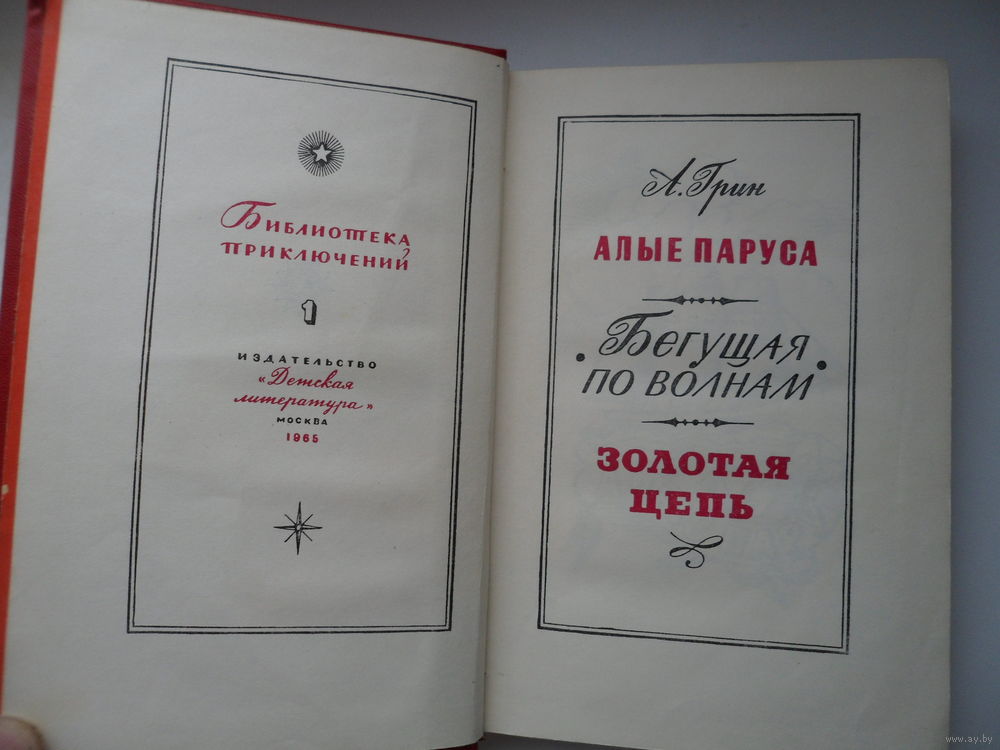 Библиотека
приключений
1
ИЗДАТЕЛЬСТВО
«Детская
литература»
МОСКВА
1965
А. Грин
АЛЫЕ ПАРУСА
Бегущая
по волнам
ЗОЛОТАЯ
ЦЕПЬ
www.ay.by